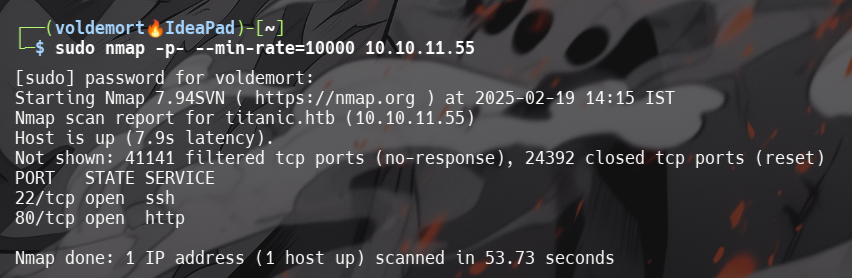 ┌──(voldemort🔥IdeaPad)-[~]
└─$ sudo nmap -p- --min-rate=10000 10.10.11.55
[sudo] password for voldemort:
Starting Nmap 7.94SVN ( https://nmap.org ) at 2025-02-19 14:15 IST
Nmap scan report for titanic.htb (10.10.11.55)
Host is up (7.9s latency).
Not shown: 41141 filtered tcp ports (no-response), 24392 closed tcp ports (reset)
PORT   STATE SERVICE
22/tcp open  ssh
80/tcp open  http
Nmap done: 1 IP address (1 host up) scanned in 53.73 seconds